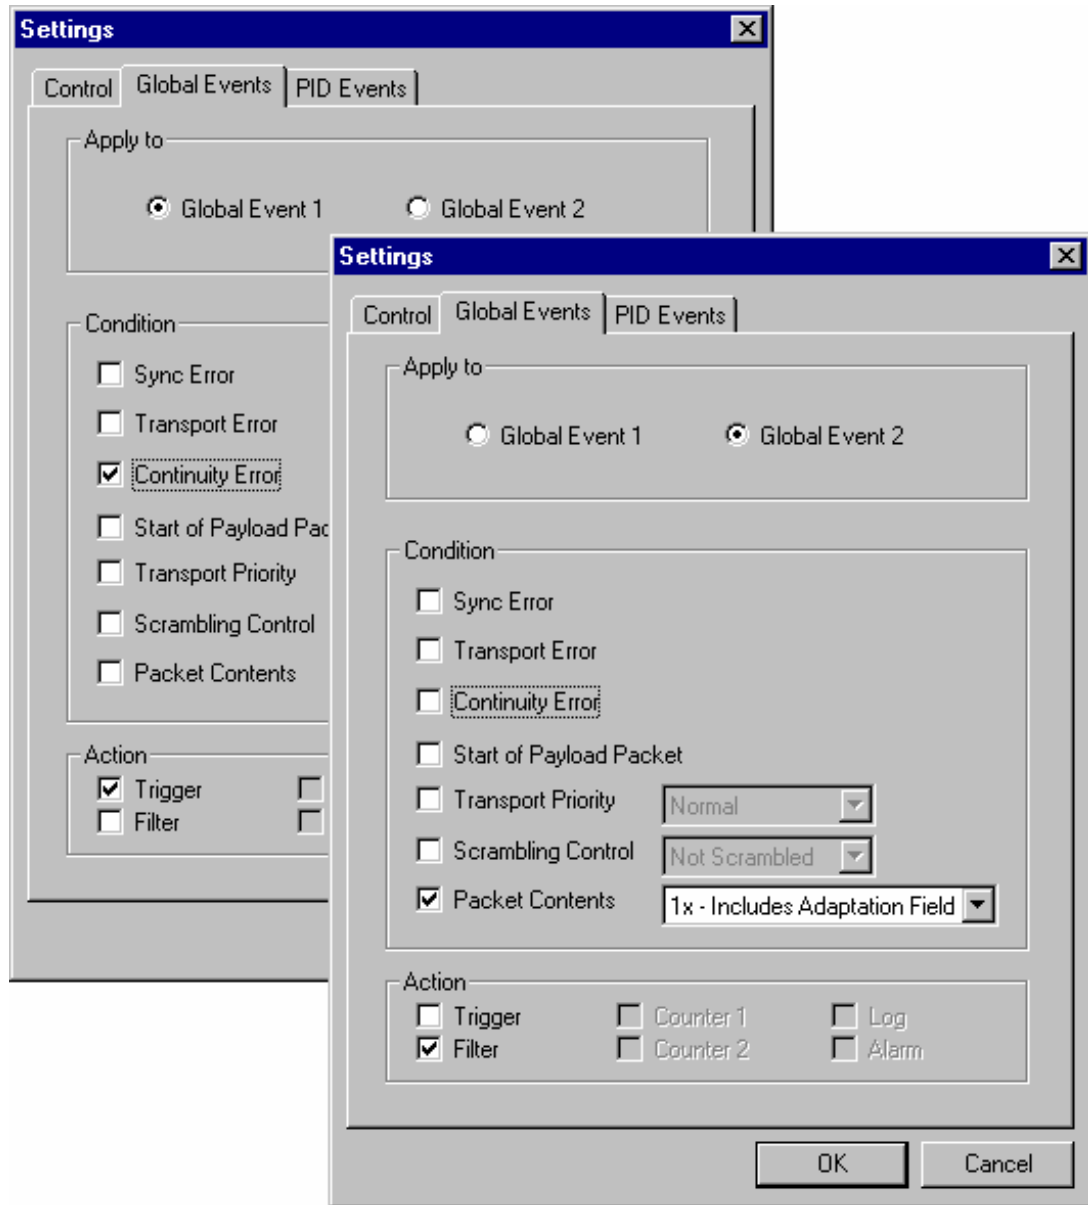 Settings
Control Global Events PID Events
Apply to
Global Event 1 Global Event 2
Condition
Sync Error
Transport Error
Continuity Error
Start of Payload Pac
Transport Priority
Scrambling Control
Packet Contents
Action
Trigger
Filter
Settings
Control Global Events PID Events
Apply to
Global Event 1 Global Event 2
Condition
Sync Error
Transport Error
Continuity Error
Start of Payload Packet
Transport Priority Normal
Scrambling Control Not Scrambled
Packet Contents 1x - Includes Adaptation Field
Action
Trigger Counter 1 Log
Filter Counter 2 Alarm
OK Cancel